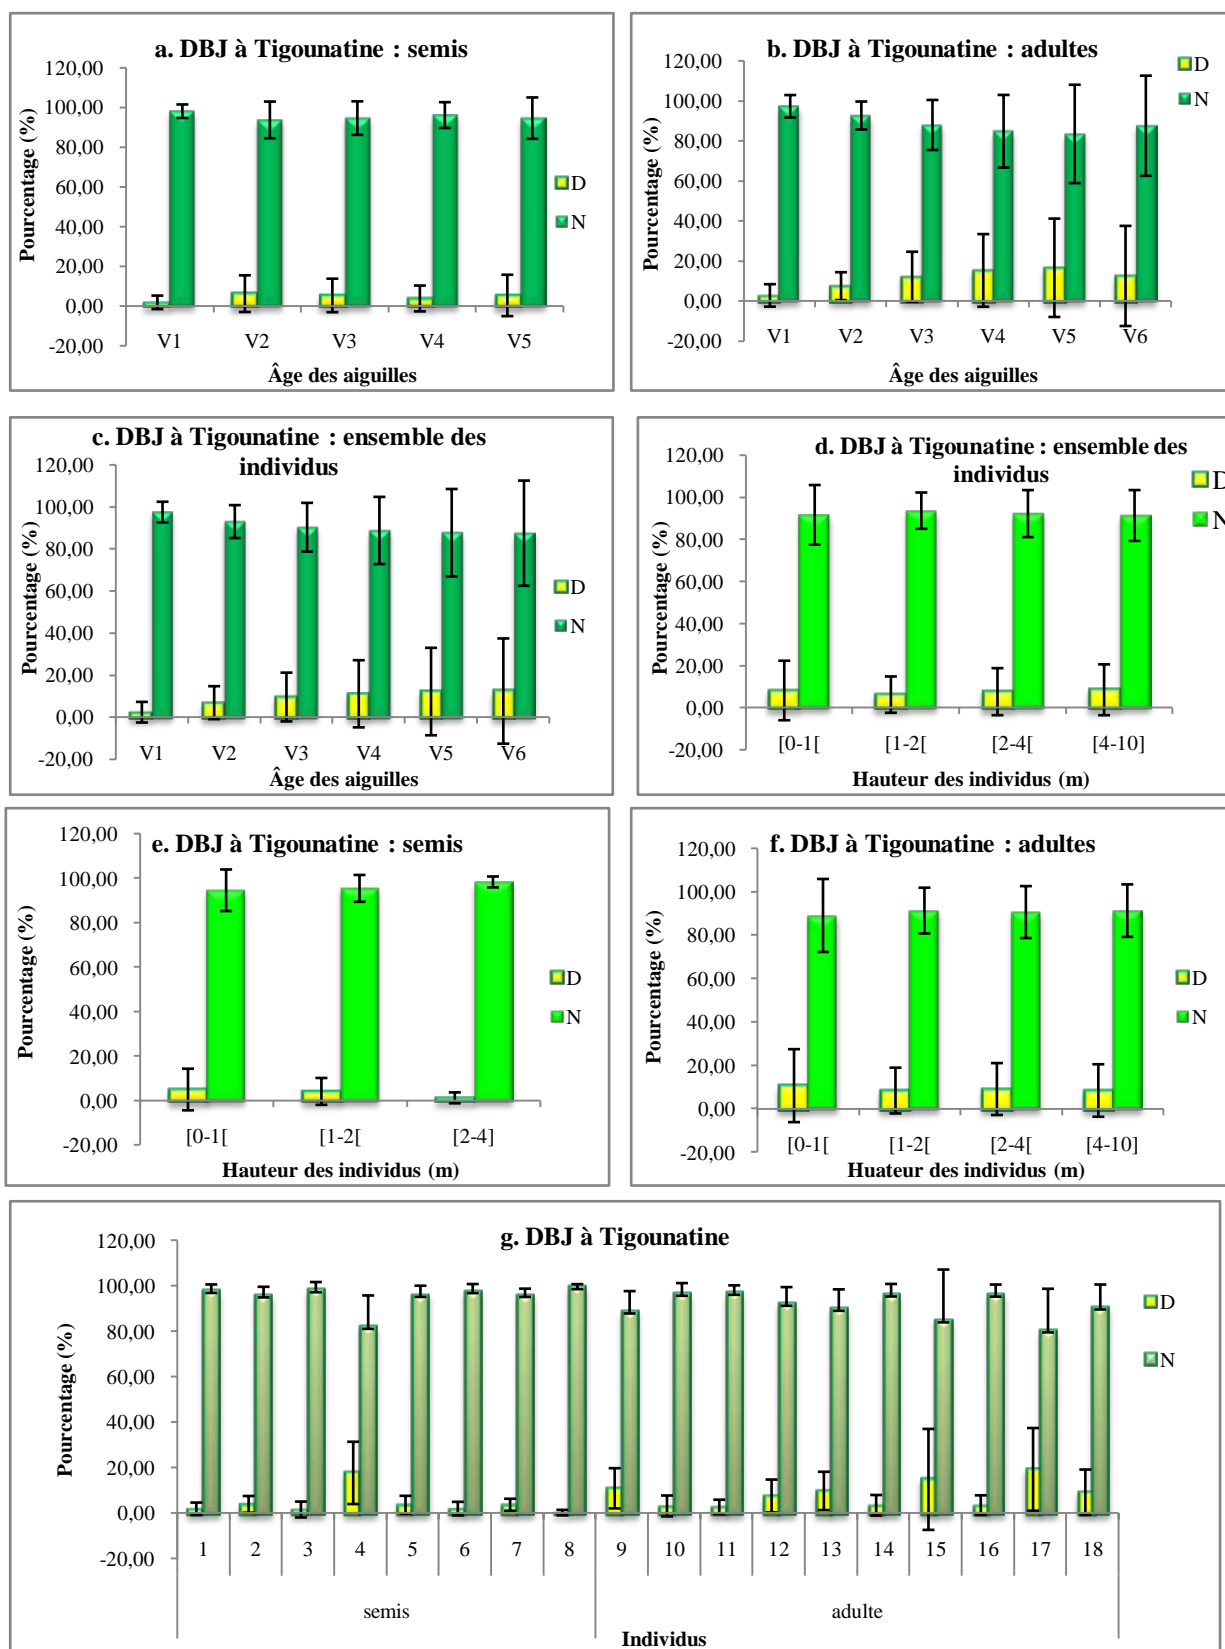 a. DBJ à Tigounatine : semis
120,00
100,00
80,00
60,00
40,00
20,00
0,00
-20,00
Pourcentage (%)
V1 V2 V3 V4 V5
Âge des aiguilles
D
N
b. DBJ à Tigounatine : adultes
120,00
100,00
80,00
60,00
40,00
20,00
0,00
-20,00
Pourcentage (%)
V1 V2 V3 V4 V5 V6
Âge des aiguilles
D
N
c. DBJ à Tigounatine : ensemble des
individus
120,00
100,00
80,00
60,00
40,00
20,00
0,00
-20,00
Pourcentage (%)
V1 V2 V3 V4 V5 V6
Âge des aiguilles
D
N
d. DBJ à Tigounatine : ensemble des
individus
120,00
100,00
80,00
60,00
40,00
20,00
0,00
-20,00
Pourcentage (%)
[0-1[ [1-2[ [2-4[ [4-10]
Hauteur des individus (m)
D
N
e. DBJ à Tigounatine : semis
120,00
100,00
80,00
60,00
40,00
20,00
0,00
-20,00
Pourcentage (%)
[0-1[ [1-2[ [2-4]
Hauteur des individus (m)
D
N
f. DBJ à Tigounatine : adultes
120,00
100,00
80,00
60,00
40,00
20,00
0,00
-20,00
Pourcentage (%)
[0-1[ [1-2[ [2-4[ [4-10]
Huateur des individus (m)
D
N
g. DBJ à Tigounatine
120,00
100,00
80,00
60,00
40,00
20,00
0,00
-20,00
Pourcentage (%)
1 2 3 4 5 6 7 8 9 10 11 12 13 14 15 16 17 18
semis adulte
Individus
D
N